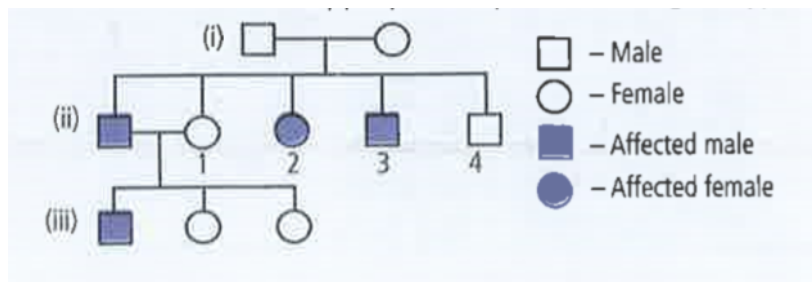 (i)
– Male
– Female
(ii)
1 2 3 4
– Affected male
– Affected female
(iii)